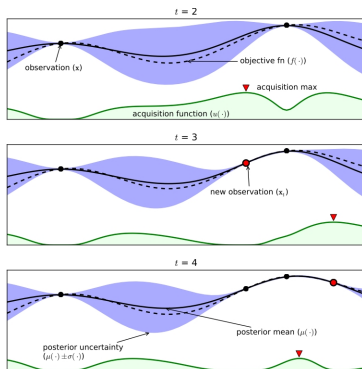 t = 2
observation (x)
objective fn (f(·))
acquisition max
acquisition function (u(·))
t = 3
new observation (xₜ)
t = 4
posterior mean (μ(·))
posterior uncertainty
(μ(·) ±σ(·))